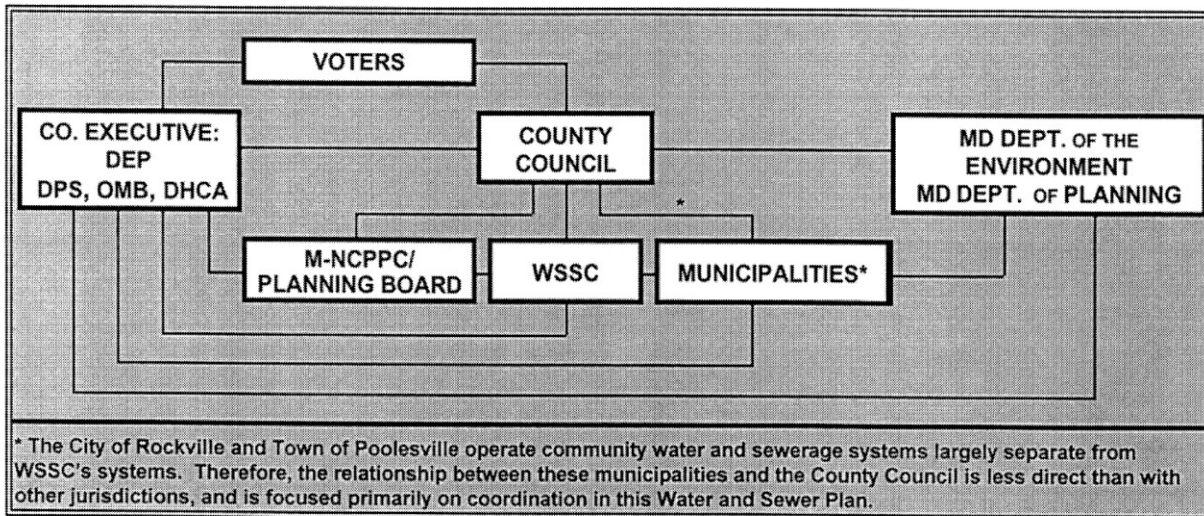 VOTERS
CO. EXECUTIVE:
DEP
DPS, OMB, DHCA
COUNTY
COUNCIL
MD DEPT. OF THE
ENVIRONMENT
MD DEPT. OF PLANNING
*
M-NCPPC/
PLANNING BOARD
WSSC
MUNICIPALITIES*
* The City of Rockville and Town of Poolesville operate community water and sewerage systems largely separate from
WSSC's systems. Therefore, the relationship between these municipalities and the County Council is less direct than with
other jurisdictions, and is focused primarily on coordination in this Water and Sewer Plan.